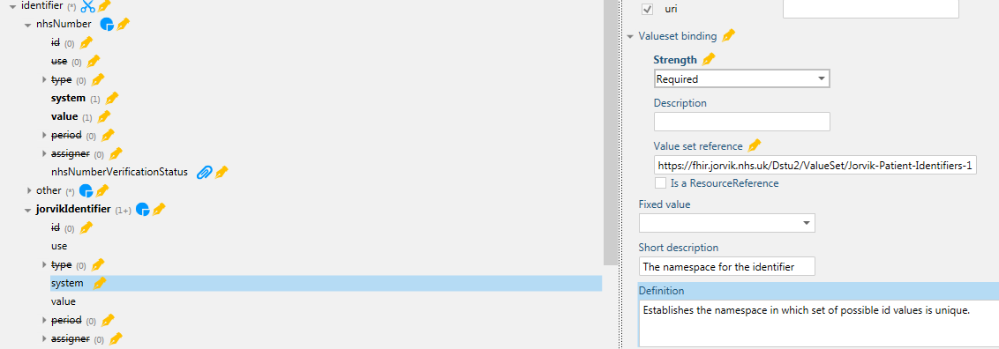 identifier (*)
nhsNumber
id (0)
use (0)
type (0)
system (1)
value (1)
period (0)
assigner (0)
nhsNumberVerificationStatus
other (*)
jorvikIdentifier (1+)
id (0)
use
type (0)
system
value
period (0)
assigner (0)
uri
Valueset binding
Strength
Required
Description
Value set reference
https://fhir.jorvik.nhs.uk/Dstu2/ValueSet/Jorvik-Patient-Identifiers-1
Is a ResourceReference
Fixed value
Short description
The namespace for the identifier
Definition
Establishes the namespace in which set of possible id values is unique.